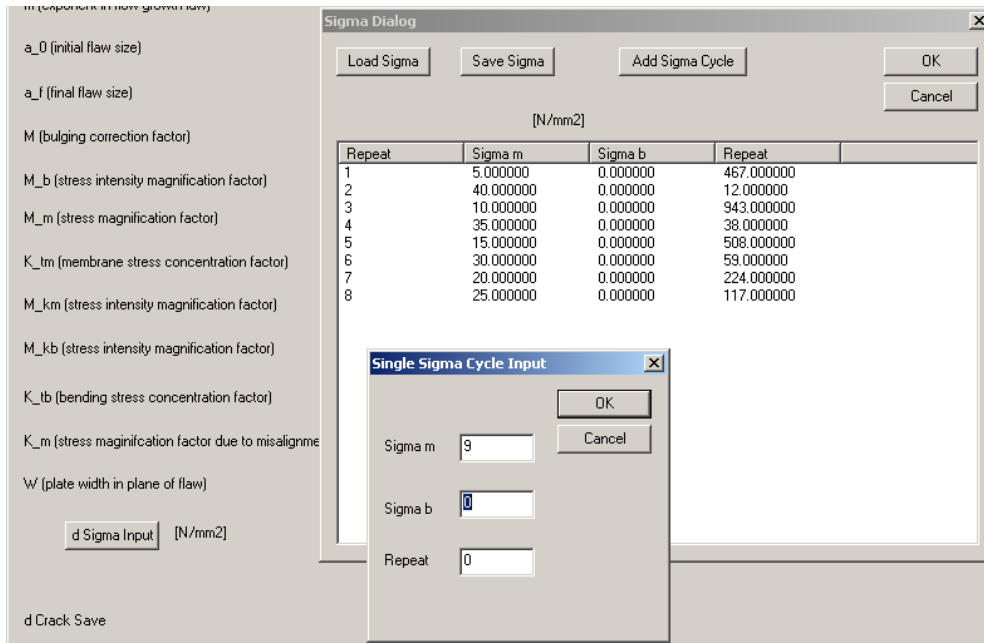 m (exponent in flow growth law)
a_0 (initial flaw size)
a_f (final flaw size)
M (bulging correction factor)
M_b (stress intensity magnification factor)
M_m (stress magnification factor)
K_tm (membrane stress concentration factor)
M_km (stress intensity magnification factor)
M_kb (stress intensity magnification factor)
K_tb (bending stress concentration factor)
K_m (stress maginifcation factor due to misalignme
W (plate width in plane of flaw)
d Sigma Input [N/mm2]
d Crack Save
Sigma Dialog
Load Sigma Save Sigma Add Sigma Cycle OK
Cancel
[N/mm2]
Repeat Sigma m Sigma b Repeat
1 5.000000 0.000000 467.000000
2 40.000000 0.000000 12.000000
3 10.000000 0.000000 943.000000
4 35.000000 0.000000 38.000000
5 15.000000 0.000000 508.000000
6 30.000000 0.000000 59.000000
7 20.000000 0.000000 224.000000
8 25.000000 0.000000 117.000000
Single Sigma Cycle Input
OK
Sigma m 9 Cancel
Sigma b 0
Repeat 0